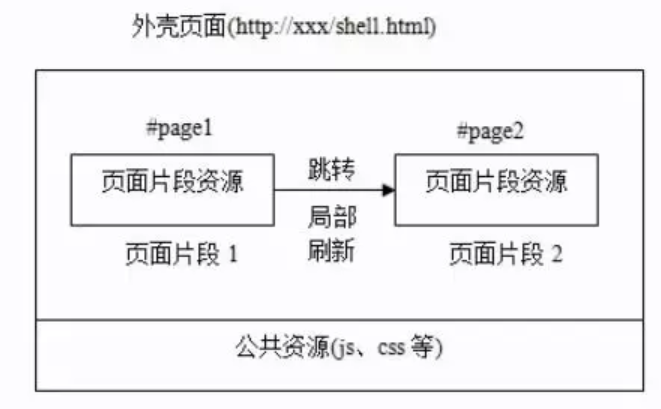 外壳页面(http://xxx/shell.html)
#page1
#page2
页面片段资源
跳转
页面片段资源
局部
刷新
页面片段 1
页面片段 2
公共资源(js、css 等)